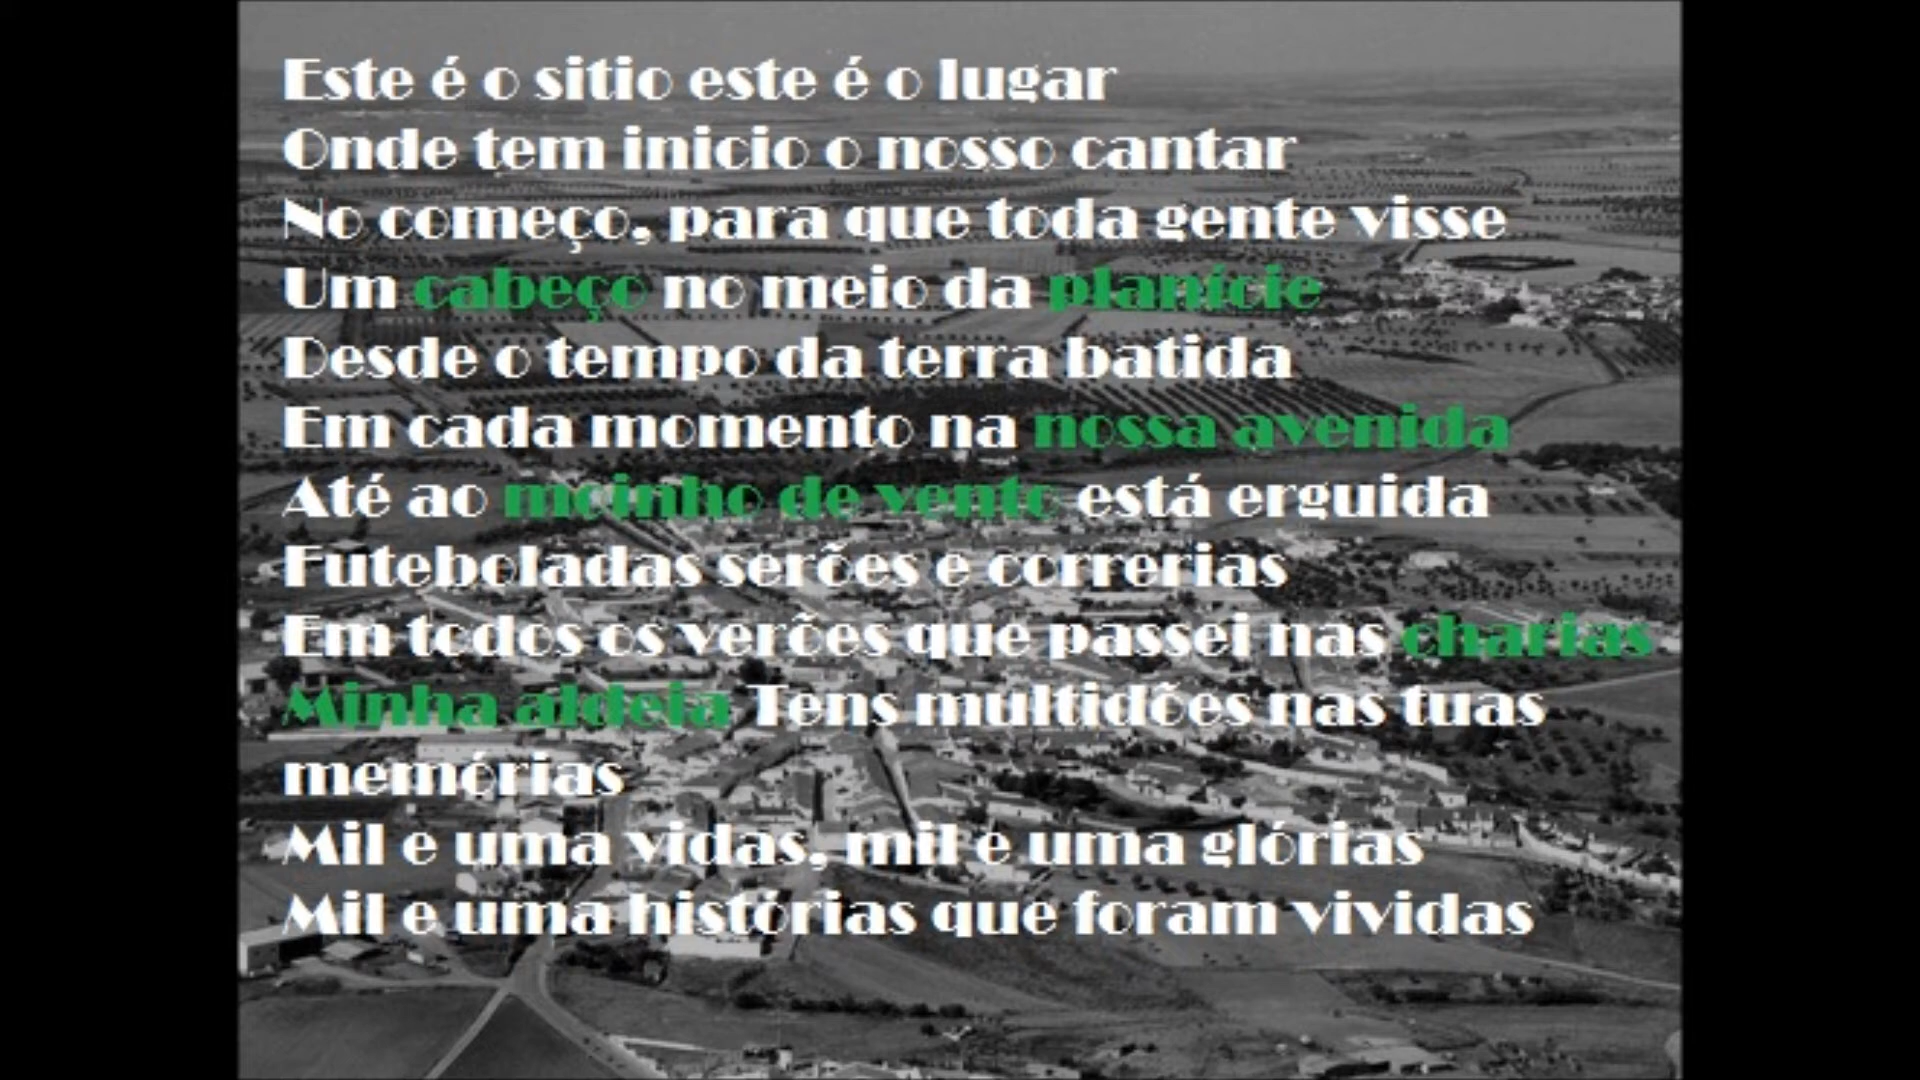 Este é o sitio este é o lugar
Onde tem inicio o nosso cantar
No começo, para que toda gente visse
Um cabeço no meio da planície
Desde o tempo da terra batida
Em cada momento na nossa avenida
Até ao moinho de vento está erguida
Futeboladas serões e correrias
Em todos os verões que passei nas charias
Minha aldeia Tens multidões nas tuas
memórias
Mil e uma vidas, mil e uma glórias
Mil e uma histórias que foram vividas